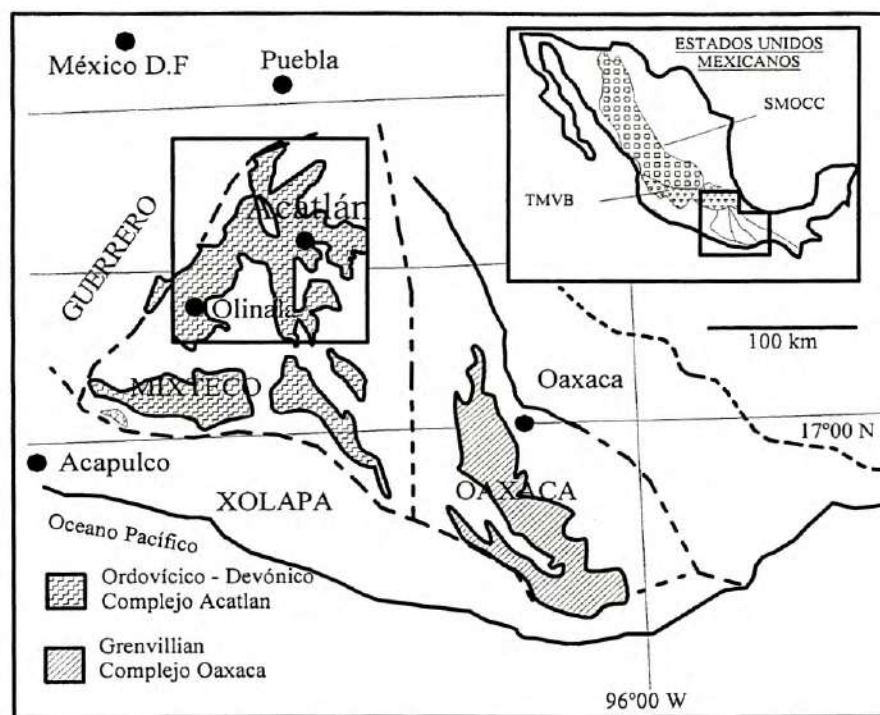 México D.F
Puebla
ESTADOS UNIDOS
MEXICANOS
SMOCC
TMVB
GUERRERO
Acatlán
Olinala
100 km
MIXTECO
Oaxaca
17°00 N
Acapulco
XOLAPA
OAXACA
Oceano Pacífico
Ordovícico - Devónico
Complejo Acatlan
Grenvillian
Complejo Oaxaca
96°00 W